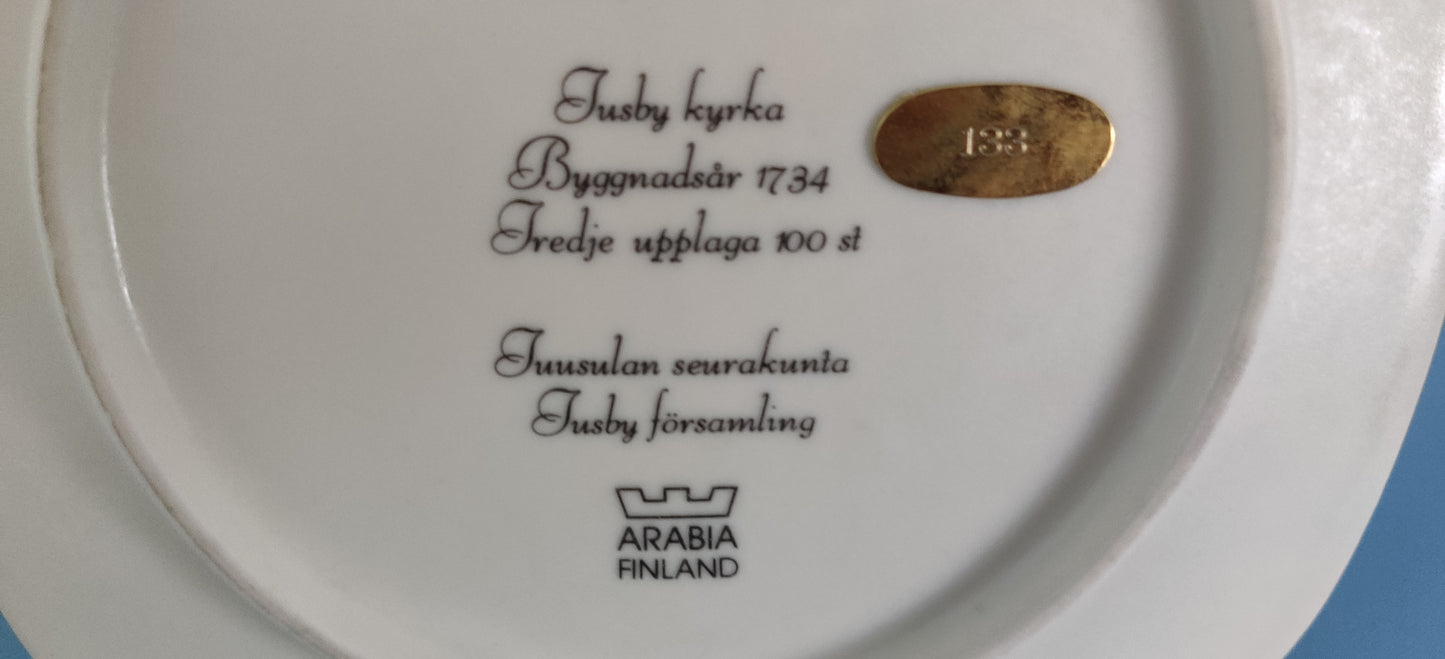 Tusby kyrka
Byggnadsår 1734
Tredje upplaga 100 st
133
Tuusulan seurakunta
Tusby församling
ARABIA
FINLAND